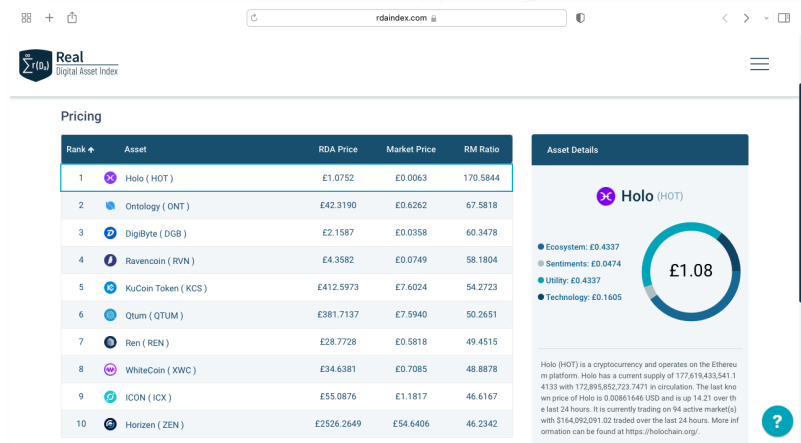 rdaindex.com
∞
Σr(Dₐ)
Real
Digital Asset Index
Pricing
Rank Asset RDA Price Market Price RM Ratio
1 Holo ( HOT ) £1.0752 £0.0063 170.5844
2 Ontology ( ONT ) £42.3190 £0.6262 67.5818
3 DigiByte ( DGB ) £2.1587 £0.0358 60.3478
4 Ravencoin ( RVN ) £4.3582 £0.0749 58.1804
5 KuCoin Token ( KCS ) £412.5973 £7.6024 54.2723
6 Qtum ( QTUM ) £381.7137 £7.5940 50.2651
7 Ren ( REN ) £28.7728 £0.5818 49.4515
8 WhiteCoin ( XWC ) £34.6381 £0.7085 48.8878
9 ICON ( ICX ) £55.0876 £1.1817 46.6167
10 Horizen ( ZEN ) £2526.2649 £54.6406 46.2342
Asset Details
Holo (HOT)
Ecosystem: £0.4337
Sentiments: £0.0474
Utility: £0.4337
Technology: £0.1605
£1.08
Holo (HOT) is a cryptocurrency and operates on the Ethereu
m platform. Holo has a current supply of 177,619,433,541.1
4133 with 172,895,852,723.7471 in circulation. The last kno
wn price of Holo is 0.00861646 USD and is up 14.21 over th
e last 24 hours. It is currently trading on 94 active market(s)
with $164,092,091.02 traded over the last 24 hours. More inf
ormation can be found at https://holochain.org/.
?